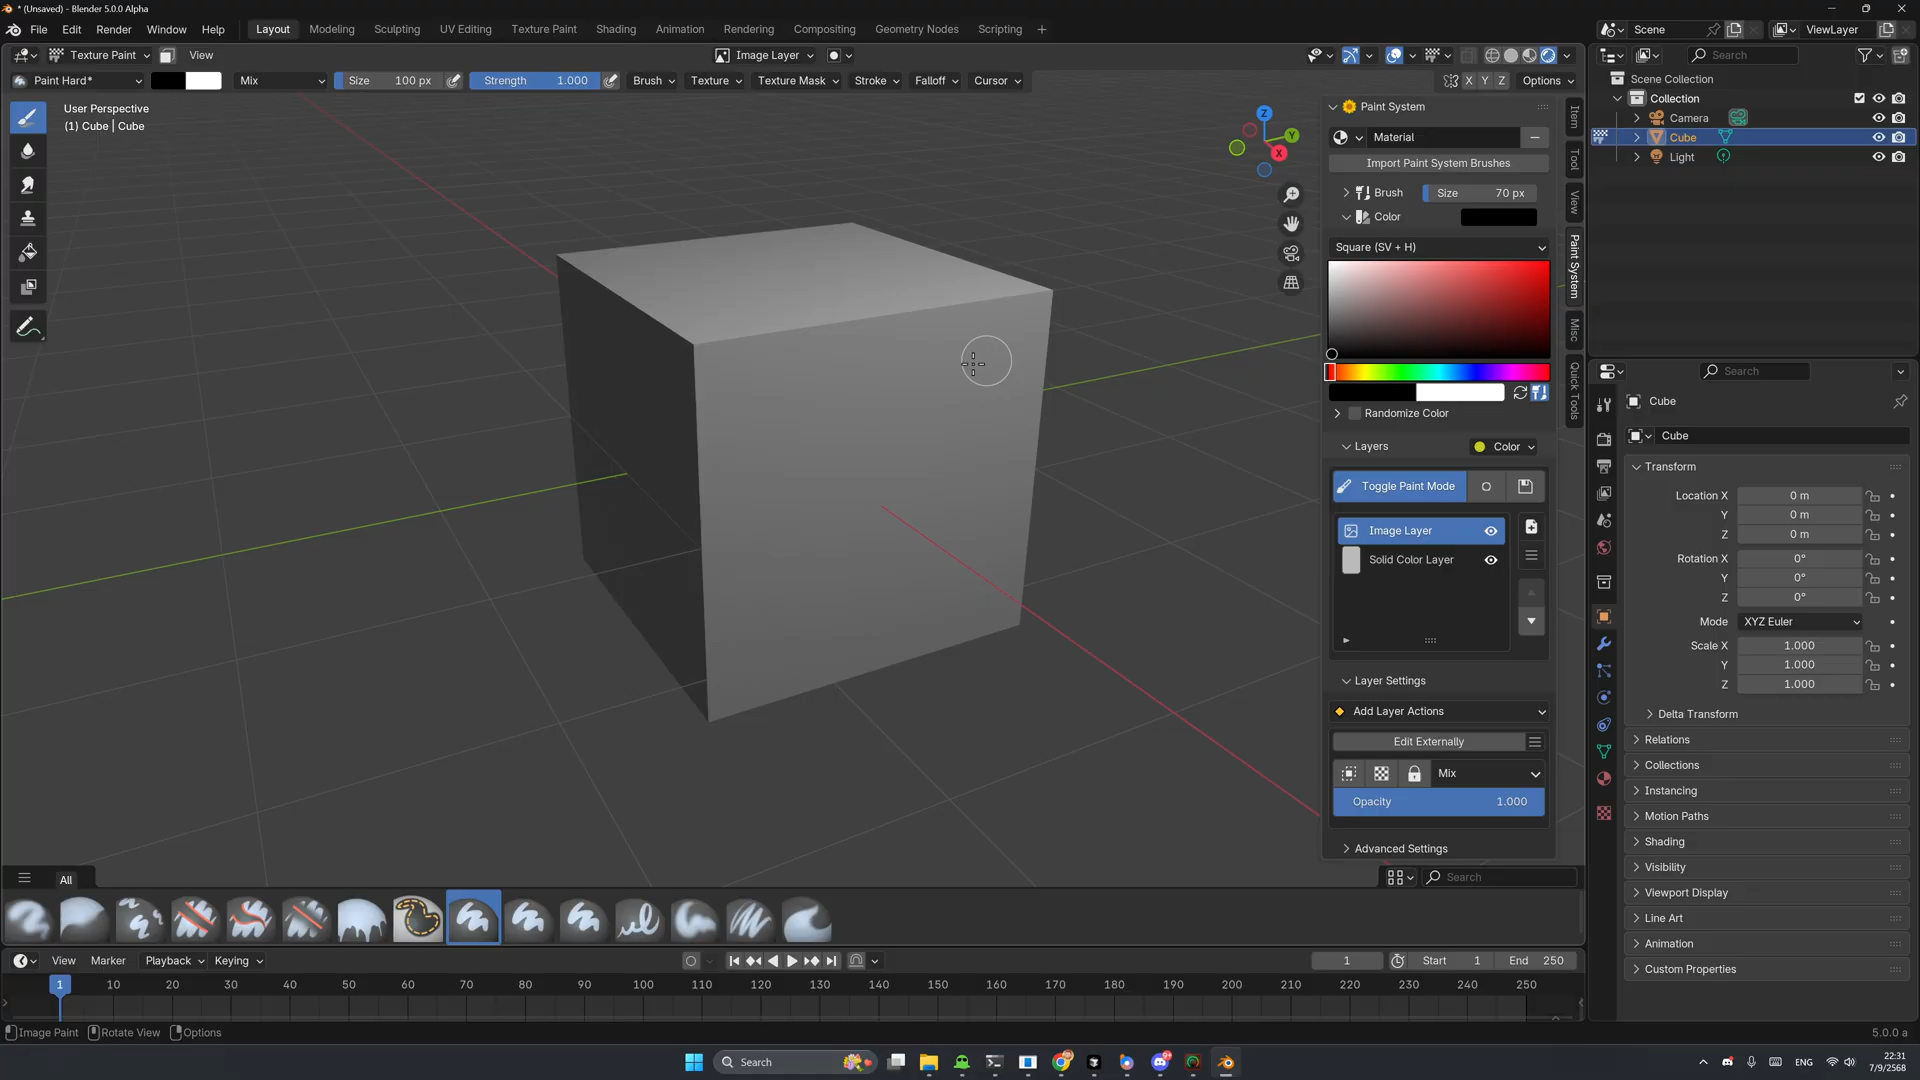 * (Unsaved) - Blender 5.0.0 Alpha
File Edit Render Window Help Layout Modeling Sculpting UV Editing Texture Paint Shading Animation Rendering Compositing Geometry Nodes Scripting + Scene ViewLayer
Texture Paint View Image Layer Search
Paint Hard* Mix Size 100 px Strength 1.000 Brush Texture Texture Mask Stroke Falloff Cursor X Y Z Options
User Perspective
(1) Cube | Cube
Z
Y
X
Paint System
Material
Import Paint System Brushes
Brush Size 70 px
Color
Square (SV + H)
Randomize Color
Layers Color
Toggle Paint Mode
Image Layer
Solid Color Layer
Layer Settings
Add Layer Actions
Edit Externally
Mix
Opacity 1.000
Advanced Settings
Item
Tool
View
Paint System
Misc
Quick Tools
Scene Collection
Collection
Camera
Cube
Light
Search
Cube
Cube
Transform
Location X 0 m
Y 0 m
Z 0 m
Rotation X 0°
Y 0°
Z 0°
Mode XYZ Euler
Scale X 1.000
Y 1.000
Z 1.000
Delta Transform
Relations
Collections
Instancing
Motion Paths
Shading
Visibility
Viewport Display
Line Art
Animation
Custom Properties
All
Search
View Marker Playback Keying 1 Start 1 End 250
1 10 20 30 40 50 60 70 80 90 100 110 120 130 140 150 160 170 180 190 200 210 220 230 240 250
Image Paint Rotate View Options 5.0.0 a
Search
ENG
22:31
7/9/2568